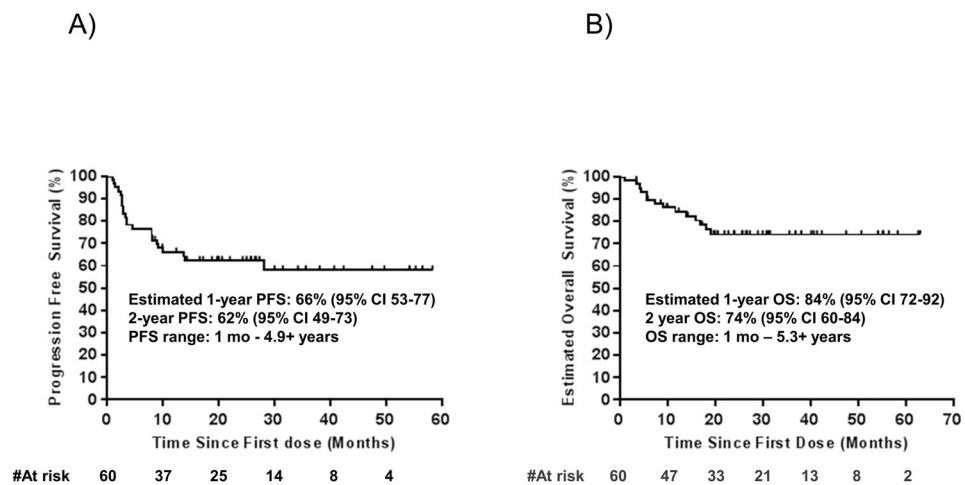 A)
Progression Free Survival (%)
100
90
80
70
60
50
40
30
20
10
0
Estimated 1-year PFS: 66% (95% CI 53-77)
2-year PFS: 62% (95% CI 49-73)
PFS range: 1 mo - 4.9+ years
0 10 20 30 40 50 60
Time Since First dose (Months)
#At risk 60 37 25 14 8 4
B)
Estimated Overall Survival (%)
100
90
80
70
60
50
40
30
20
10
0
Estimated 1-year OS: 84% (95% CI 72-92)
2 year OS: 74% (95% CI 60-84)
OS range: 1 mo – 5.3+ years
0 10 20 30 40 50 60 70
Time Since First Dose (Months)
#At risk 60 47 33 21 13 8 2